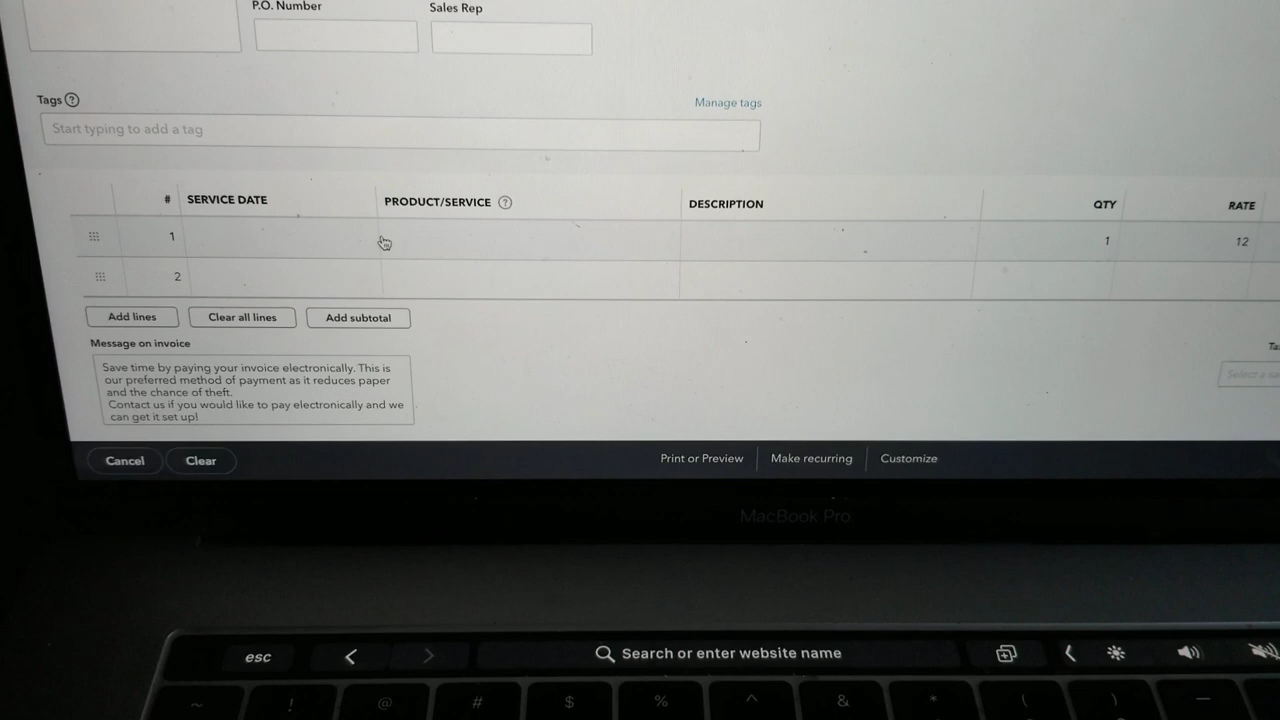 P.O. Number Sales Rep
Tags ?
Manage tags
Start typing to add a tag
# SERVICE DATE PRODUCT/SERVICE ? DESCRIPTION QTY RATE
1 1 12
2
Add lines Clear all lines Add subtotal
Message on invoice
Save time by paying your invoice electronically. This is
our preferred method of payment as it reduces paper
and the chance of theft.
Contact us if you would like to pay electronically and we
can get it set up!
Select a
Cancel Clear Print or Preview Make recurring Customize
MacBook Pro
esc < > Search or enter website name <
~ ! @ # $ % ^ & * ( ) —